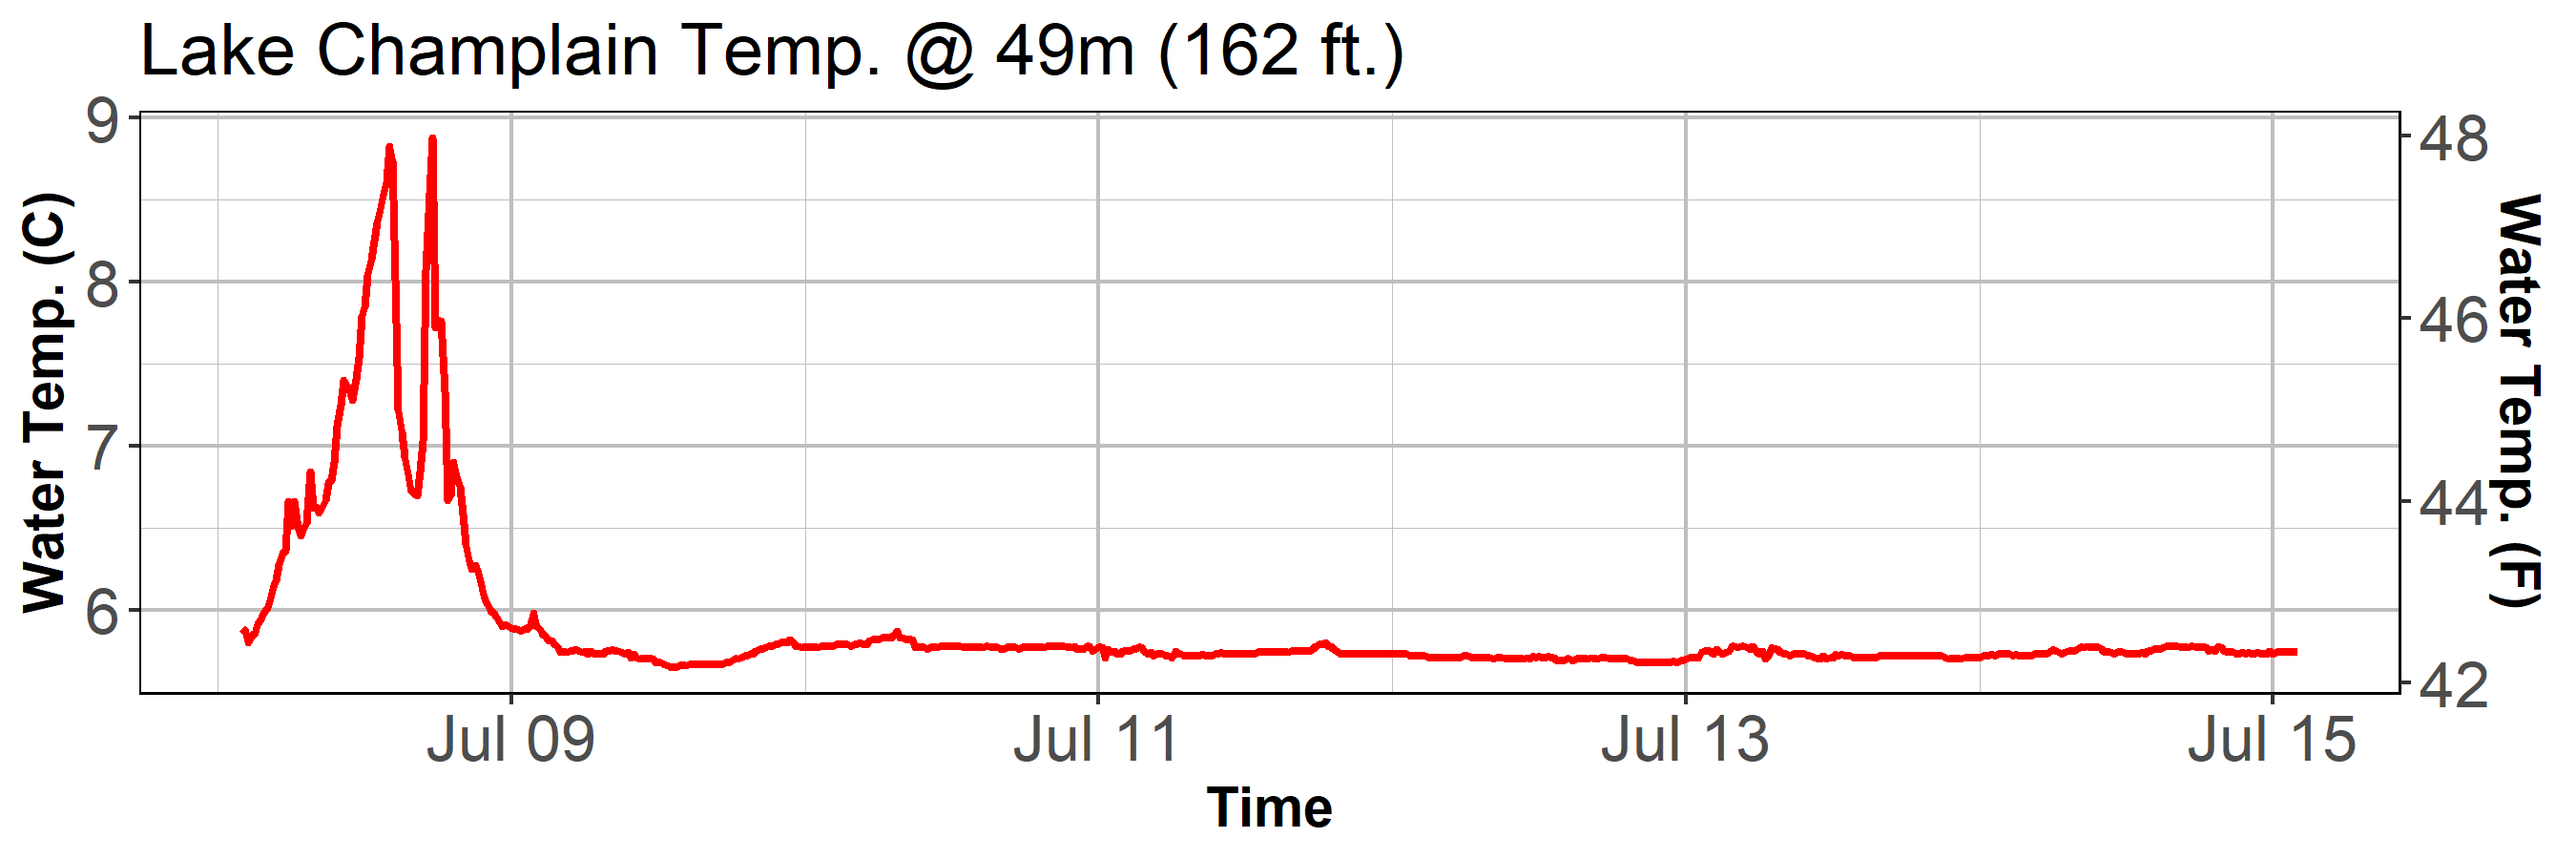 Lake Champlain Temp. @ 49m (162 ft.)
Water Temp. (C)
9
8
7
6
48
46
44
42
Water Temp. (F)
Jul 09 Jul 11 Jul 13 Jul 15
Time